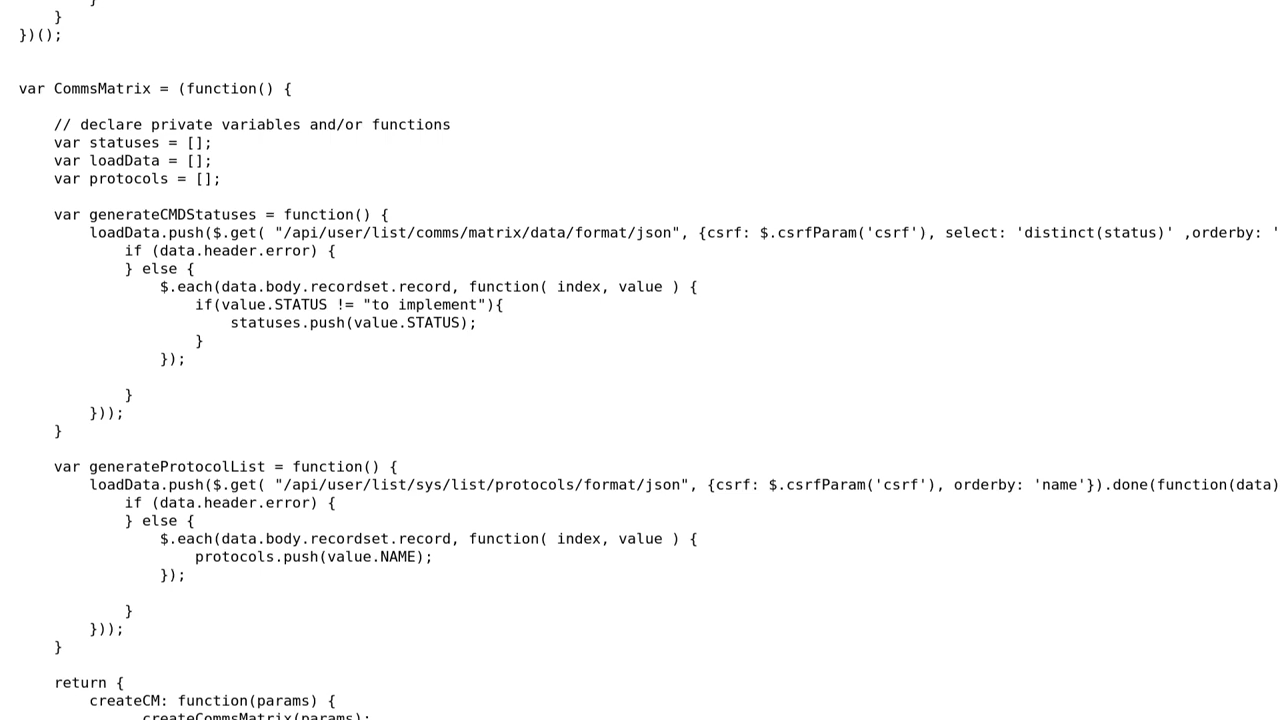 }
    }
})();
var CommsMatrix = (function() {
    // declare private variables and/or functions
    var statuses = [];
    var loadData = [];
    var protocols = [];
    var generateCMDStatuses = function() {
        loadData.push($.get( "/api/user/list/comms/matrix/data/format/json", {csrf: $.csrfParam('csrf'), select: 'distinct(status)' ,orderby: '
            if (data.header.error) {
            } else {
                $.each(data.body.recordset.record, function( index, value ) {
                    if(value.STATUS != "to implement"){
                        statuses.push(value.STATUS);
                    }
                });
            }
        }));
    }
    var generateProtocolList = function() {
        loadData.push($.get( "/api/user/list/sys/list/protocols/format/json", {csrf: $.csrfParam('csrf'), orderby: 'name'}).done(function(data)
            if (data.header.error) {
            } else {
                $.each(data.body.recordset.record, function( index, value ) {
                    protocols.push(value.NAME);
                });
            }
        }));
    }
    return {
        createCM: function(params) {
              createCommsMatrix(params);